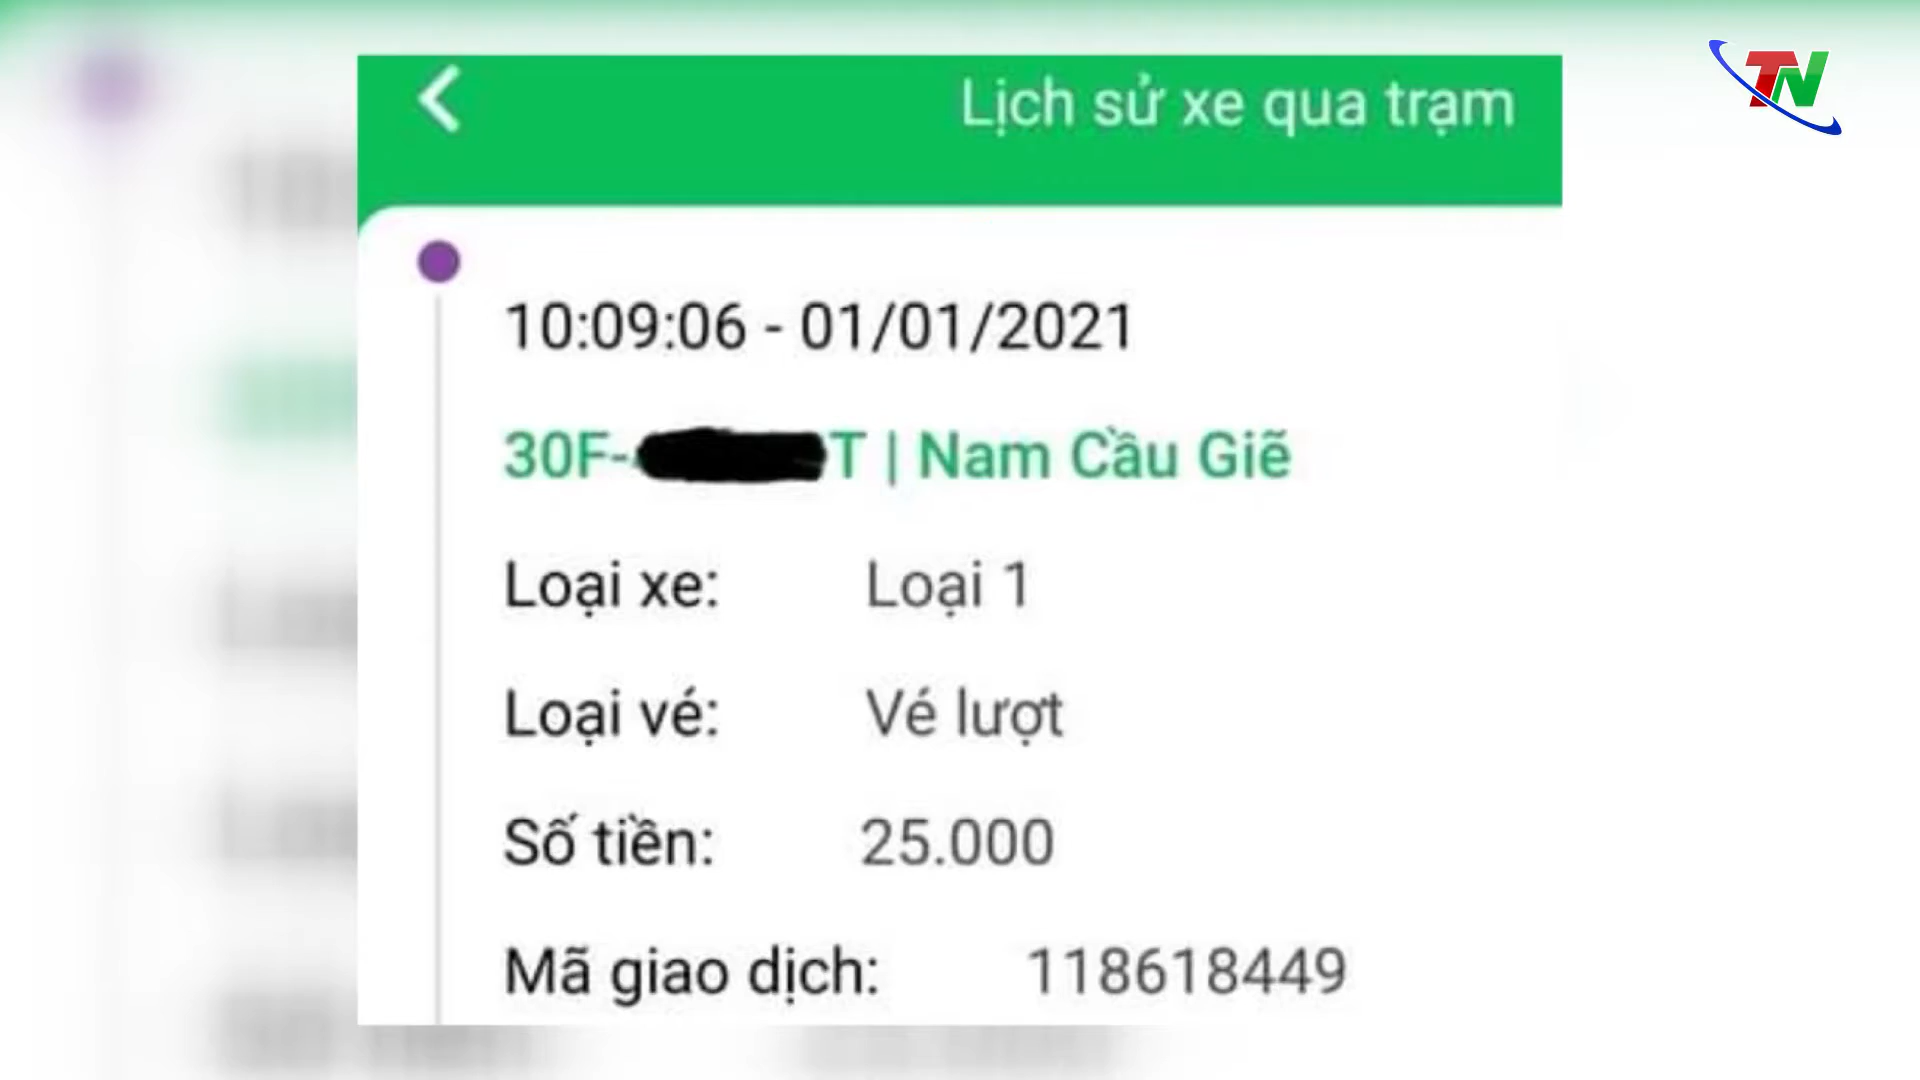 TN
Lịch sử xe qua trạm
10:09:06 - 01/01/2021
30F- T | Nam Cầu Giẽ
Loại xe: Loại 1
Loại vé: Vé lượt
Số tiền: 25.000
Mã giao dịch: 118618449